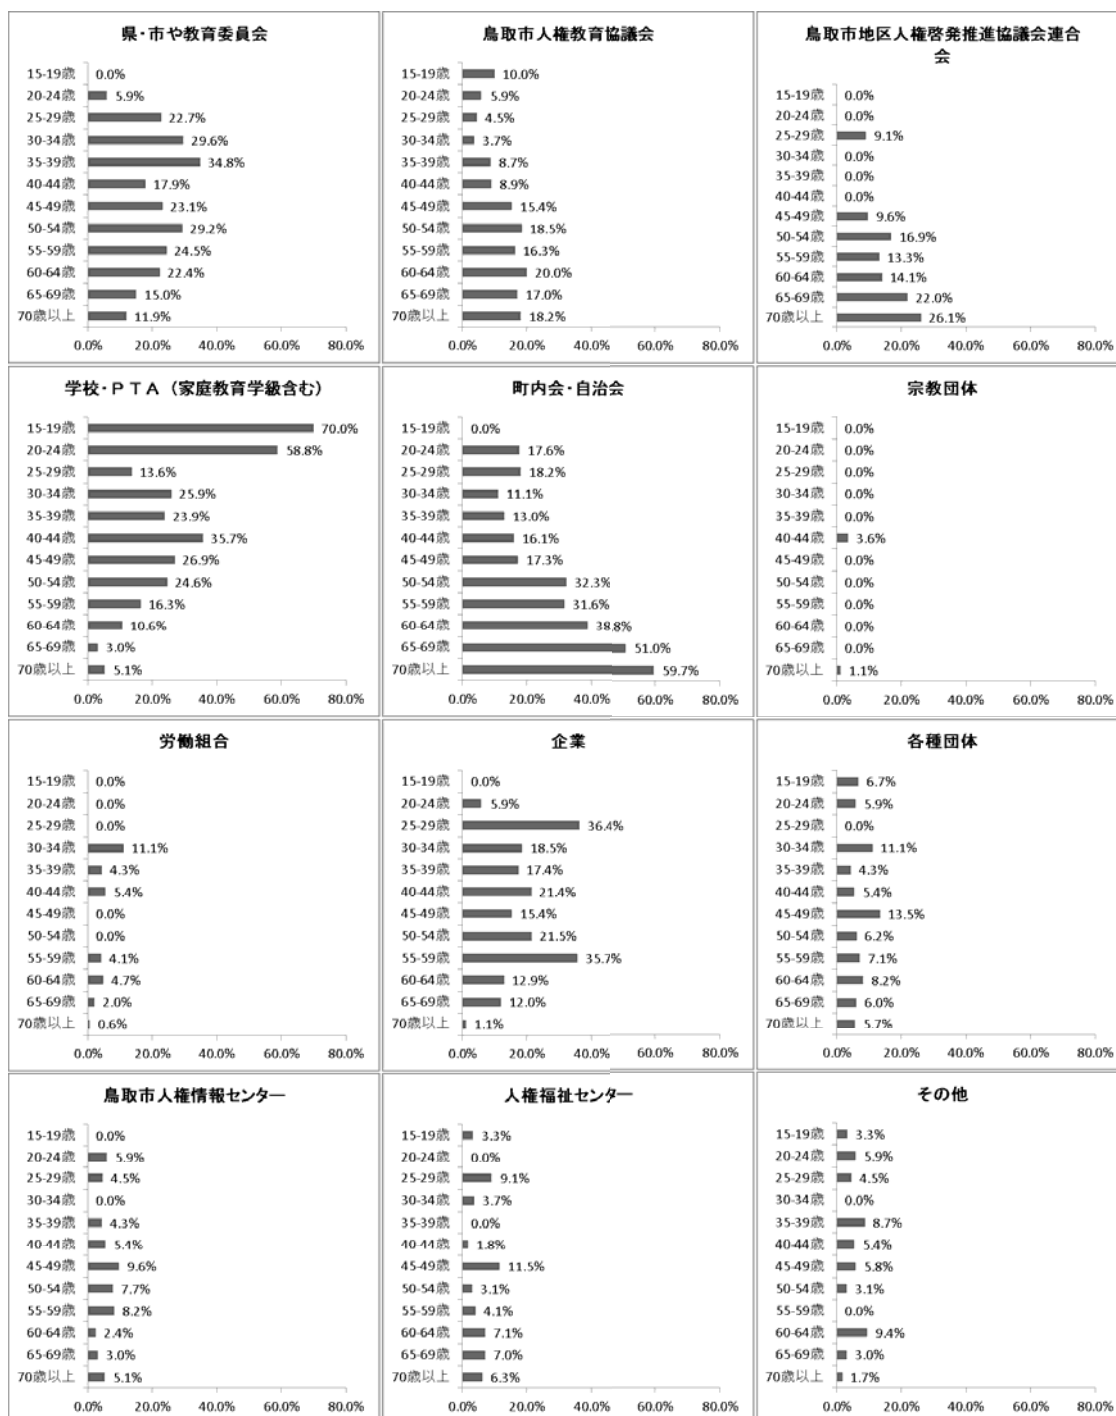 県・市や教育委員会
15-19歳 0.0%
20-24歳 5.9%
25-29歳 22.7%
30-34歳 29.6%
35-39歳 34.8%
40-44歳 17.9%
45-49歳 23.1%
50-54歳 29.2%
55-59歳 24.5%
60-64歳 22.4%
65-69歳 15.0%
70歳以上 11.9%
0.0% 20.0% 40.0% 60.0% 80.0%
鳥取市人権教育協議会
15-19歳 10.0%
20-24歳 5.9%
25-29歳 4.5%
30-34歳 3.7%
35-39歳 8.7%
40-44歳 8.9%
45-49歳 15.4%
50-54歳 18.5%
55-59歳 16.3%
60-64歳 20.0%
65-69歳 17.0%
70歳以上 18.2%
0.0% 20.0% 40.0% 60.0% 80.0%
鳥取市地区人権啓発推進協議会連合
会
15-19歳 0.0%
20-24歳 0.0%
25-29歳 9.1%
30-34歳 0.0%
35-39歳 0.0%
40-44歳 0.0%
45-49歳 9.6%
50-54歳 16.9%
55-59歳 13.3%
60-64歳 14.1%
65-69歳 22.0%
70歳以上 26.1%
0.0% 20.0% 40.0% 60.0% 80.0%
学校・ＰＴＡ（家庭教育学級含む）
15-19歳 70.0%
20-24歳 58.8%
25-29歳 13.6%
30-34歳 25.9%
35-39歳 23.9%
40-44歳 35.7%
45-49歳 26.9%
50-54歳 24.6%
55-59歳 16.3%
60-64歳 10.6%
65-69歳 3.0%
70歳以上 5.1%
0.0% 20.0% 40.0% 60.0% 80.0%
町内会・自治会
15-19歳 0.0%
20-24歳 17.6%
25-29歳 18.2%
30-34歳 11.1%
35-39歳 13.0%
40-44歳 16.1%
45-49歳 17.3%
50-54歳 32.3%
55-59歳 31.6%
60-64歳 38.8%
65-69歳 51.0%
70歳以上 59.7%
0.0% 20.0% 40.0% 60.0% 80.0%
宗教団体
15-19歳 0.0%
20-24歳 0.0%
25-29歳 0.0%
30-34歳 0.0%
35-39歳 0.0%
40-44歳 3.6%
45-49歳 0.0%
50-54歳 0.0%
55-59歳 0.0%
60-64歳 0.0%
65-69歳 0.0%
70歳以上 1.1%
0.0% 20.0% 40.0% 60.0% 80.0%
労働組合
15-19歳 0.0%
20-24歳 0.0%
25-29歳 0.0%
30-34歳 11.1%
35-39歳 4.3%
40-44歳 5.4%
45-49歳 0.0%
50-54歳 0.0%
55-59歳 4.1%
60-64歳 4.7%
65-69歳 2.0%
70歳以上 0.6%
0.0% 20.0% 40.0% 60.0% 80.0%
企業
15-19歳 0.0%
20-24歳 5.9%
25-29歳 36.4%
30-34歳 18.5%
35-39歳 17.4%
40-44歳 21.4%
45-49歳 15.4%
50-54歳 21.5%
55-59歳 35.7%
60-64歳 12.9%
65-69歳 12.0%
70歳以上 1.1%
0.0% 20.0% 40.0% 60.0% 80.0%
各種団体
15-19歳 6.7%
20-24歳 5.9%
25-29歳 0.0%
30-34歳 11.1%
35-39歳 4.3%
40-44歳 5.4%
45-49歳 13.5%
50-54歳 6.2%
55-59歳 7.1%
60-64歳 8.2%
65-69歳 6.0%
70歳以上 5.7%
0.0% 20.0% 40.0% 60.0% 80.0%
鳥取市人権情報センター
15-19歳 0.0%
20-24歳 5.9%
25-29歳 4.5%
30-34歳 0.0%
35-39歳 4.3%
40-44歳 5.4%
45-49歳 9.6%
50-54歳 7.7%
55-59歳 8.2%
60-64歳 2.4%
65-69歳 3.0%
70歳以上 5.1%
0.0% 20.0% 40.0% 60.0% 80.0%
人権福祉センター
15-19歳 3.3%
20-24歳 0.0%
25-29歳 9.1%
30-34歳 3.7%
35-39歳 0.0%
40-44歳 1.8%
45-49歳 11.5%
50-54歳 3.1%
55-59歳 4.1%
60-64歳 7.1%
65-69歳 7.0%
70歳以上 6.3%
0.0% 20.0% 40.0% 60.0% 80.0%
その他
15-19歳 3.3%
20-24歳 5.9%
25-29歳 4.5%
30-34歳 0.0%
35-39歳 8.7%
40-44歳 5.4%
45-49歳 5.8%
50-54歳 3.1%
55-59歳 0.0%
60-64歳 9.4%
65-69歳 3.0%
70歳以上 1.7%
0.0% 20.0% 40.0% 60.0% 80.0%